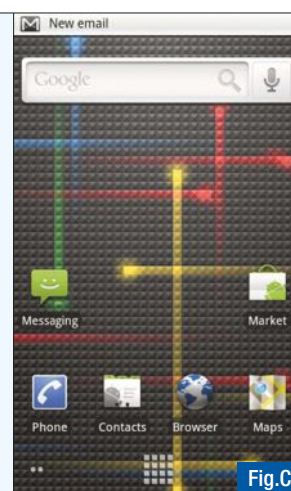 New email
Google
Messaging
Market
Phone
Contacts
Browser
Maps
Fig.C